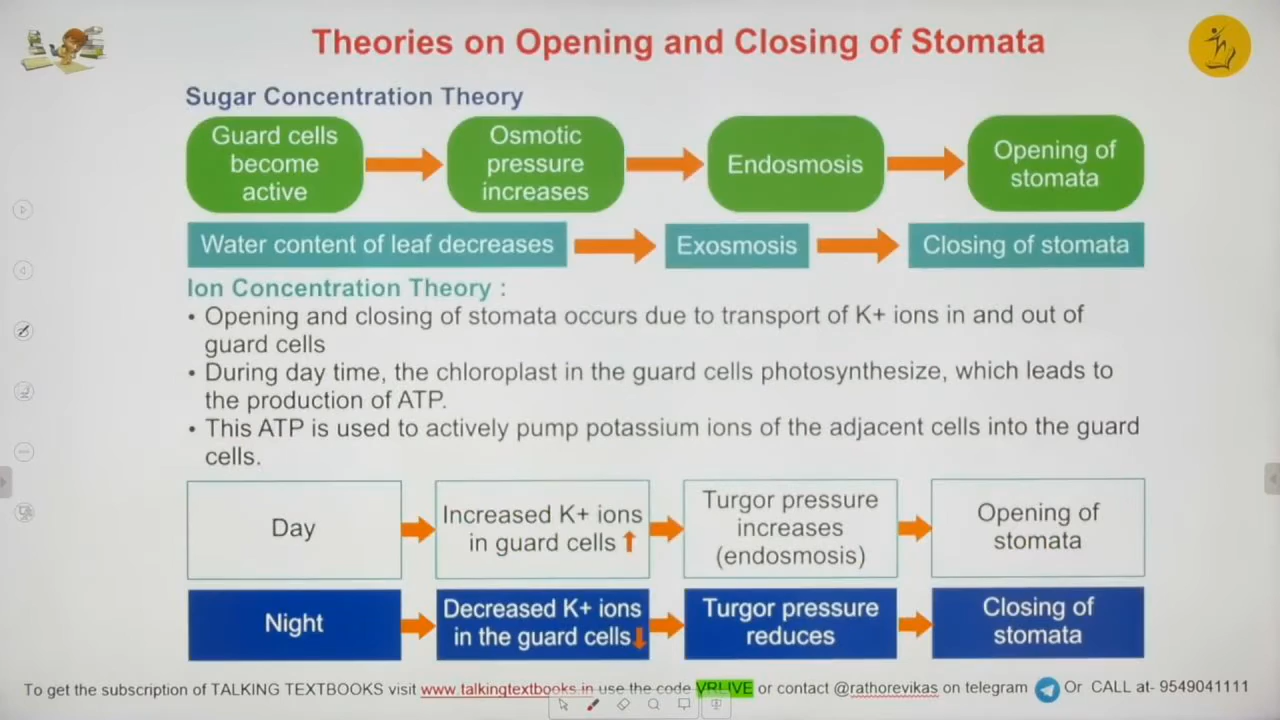 Theories on Opening and Closing of Stomata
Sugar Concentration Theory
Guard cells
become
active
Osmotic
pressure
increases
Endosmosis
Opening of
stomata
Water content of leaf decreases
Exosmosis
Closing of stomata
Ion Concentration Theory :
• Opening and closing of stomata occurs due to transport of K+ ions in and out of
guard cells
• During day time, the chloroplast in the guard cells photosynthesize, which leads to
the production of ATP.
• This ATP is used to actively pump potassium ions of the adjacent cells into the guard
cells.
Day
Increased K+ ions
in guard cells
Turgor pressure
increases
(endosmosis)
Opening of
stomata
Night
Decreased K+ ions
in the guard cells
Turgor pressure
reduces
Closing of
stomata
To get the subscription of TALKING TEXTBOOKS visit www.talkingtextbooks.in use the code VRLIVE or contact @rathorevikas on telegram Or CALL at- 9549041111